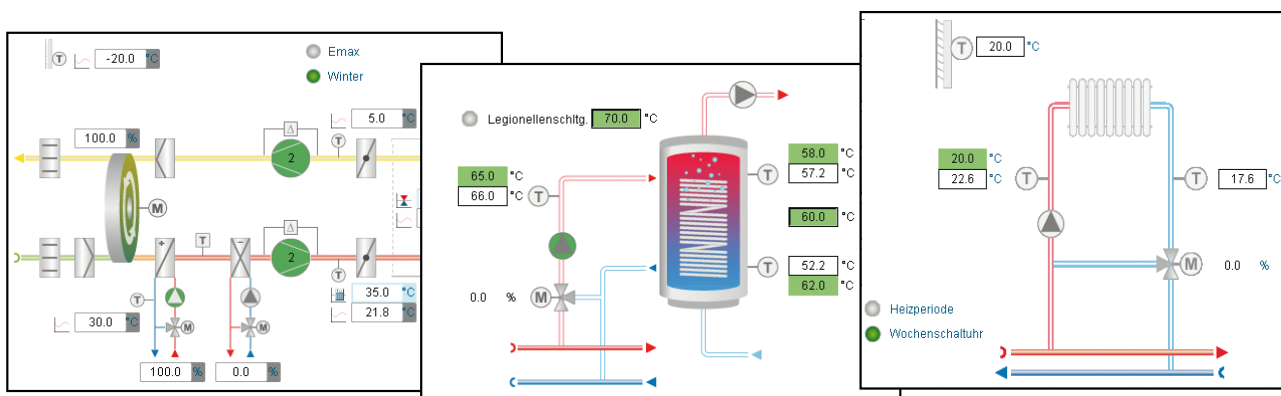 T -20.0 °C
Emax
Winter
100.0 %
Δ
5.0 °C
2
T
M
T
Δ
+
−
2
T
T
35.0 °C
21.8 °C
30.0 °C
M
M
100.0 %
0.0 %
Legionellenschltg. 70.0 °C
65.0 °C
66.0 °C
T
58.0 °C
57.2 °C
T
60.0 °C
0.0 %
M
T
52.2 °C
62.0 °C
T 20.0 °C
20.0 °C
22.6 °C
T
T
17.6 °C
M
0.0 %
Heizperiode
Wochenschaltuhr